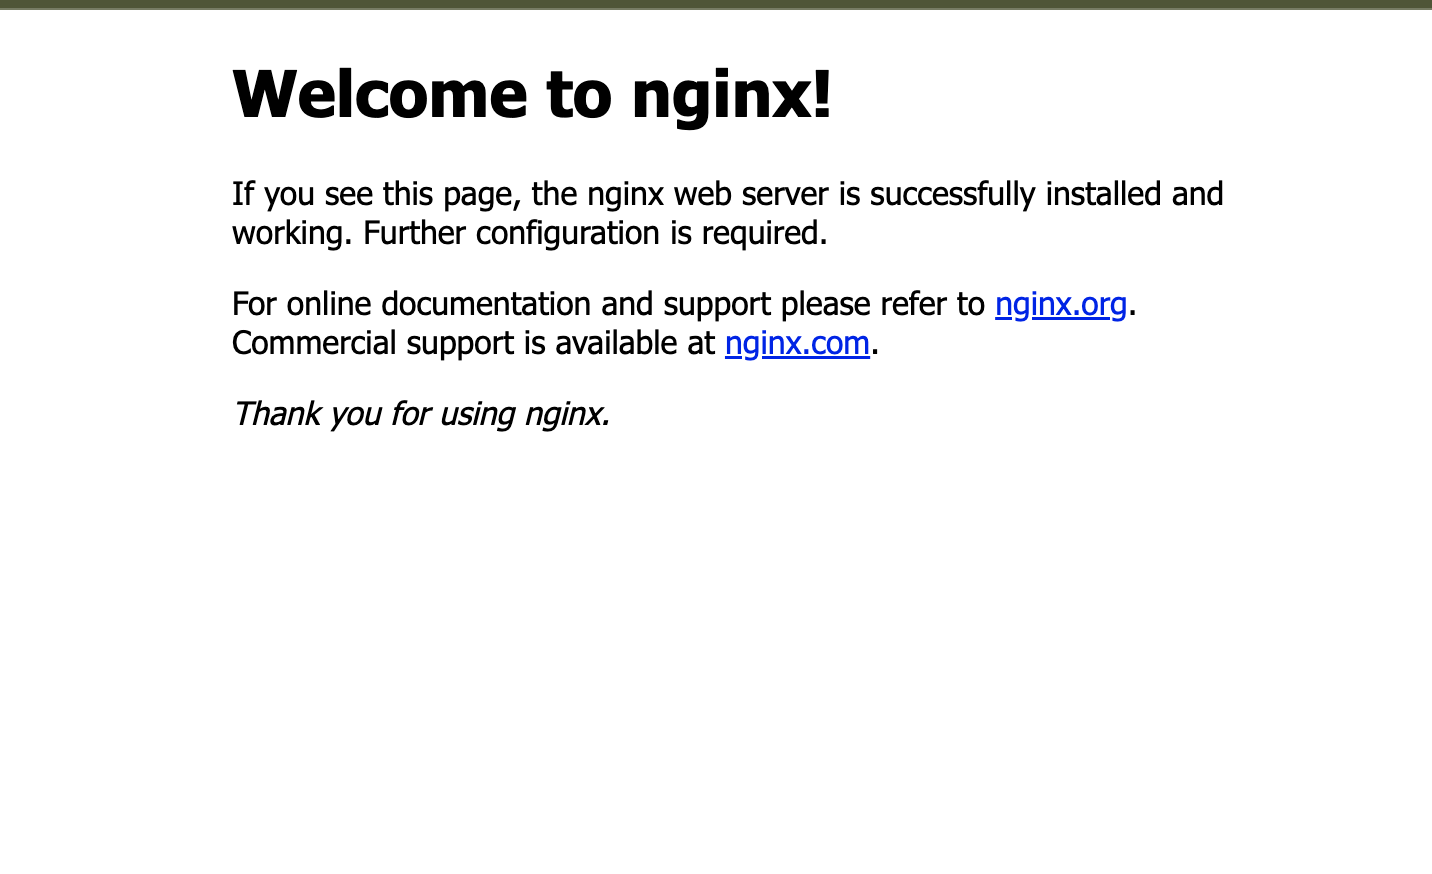 Welcome to nginx!
If you see this page, the nginx web server is successfully installed and
working. Further configuration is required.
For online documentation and support please refer to nginx.org.
Commercial support is available at nginx.com.
Thank you for using nginx.